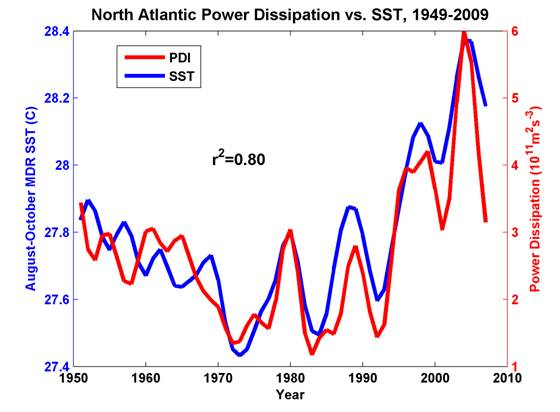 North Atlantic Power Dissipation vs. SST, 1949-2009
PDI
SST
r²=0.80
August-October MDR SST (C)
28.4
28.2
28
27.8
27.6
27.4
6
5
4
3
2
1
Power Dissipation (10¹¹m²s⁻³)
1950 1960 1970 1980 1990 2000 2010
Year